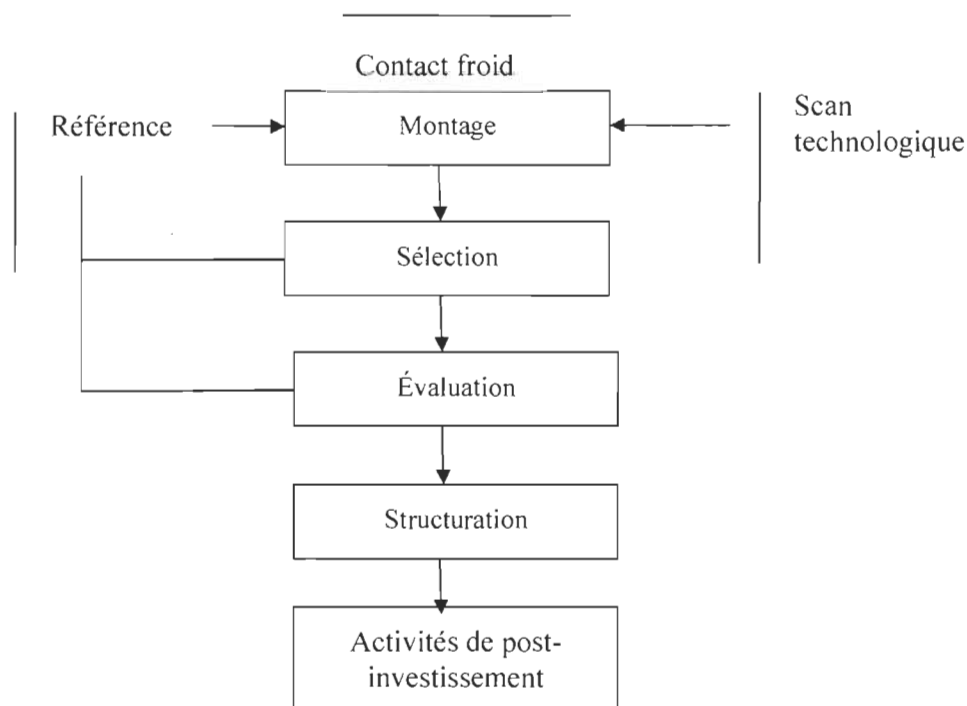 Contact froid
Référence
Montage
Scan
technologique
Sélection
Évaluation
Structuration
Activités de post-
investissement